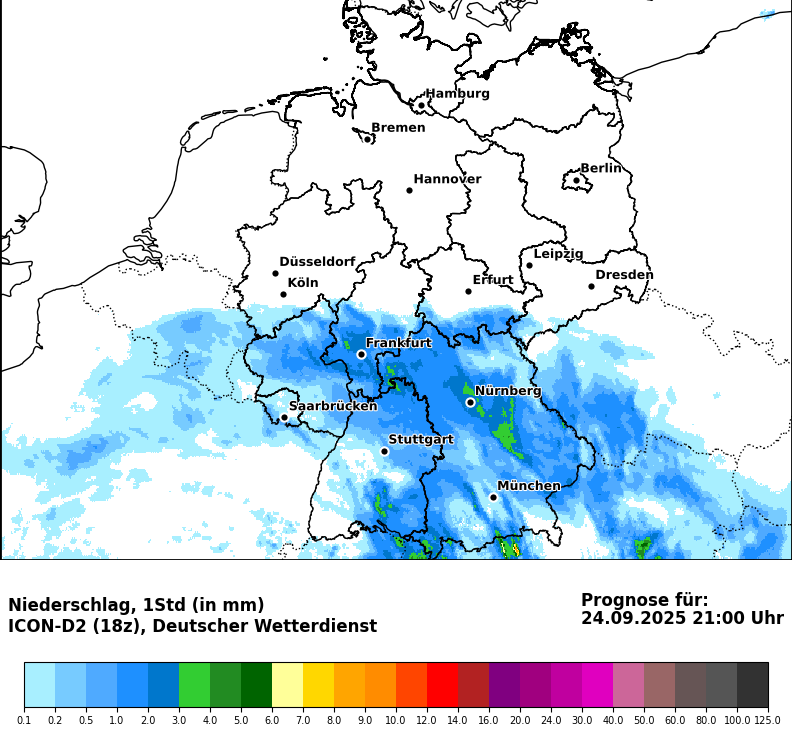 Hamburg
Bremen
Berlin
Hannover
Leipzig
Düsseldorf
Dresden
Köln
Erfurt
Frankfurt
Nürnberg
Saarbrücken
Stuttgart
München
Niederschlag, 1Std (in mm)
ICON-D2 (18z), Deutscher Wetterdienst
Prognose für:
24.09.2025 21:00 Uhr
0.1 0.2 0.5 1.0 2.0 3.0 4.0 5.0 6.0 7.0 8.0 9.0 10.0 12.0 14.0 16.0 20.0 24.0 30.0 40.0 50.0 60.0 80.0 100.0 125.0